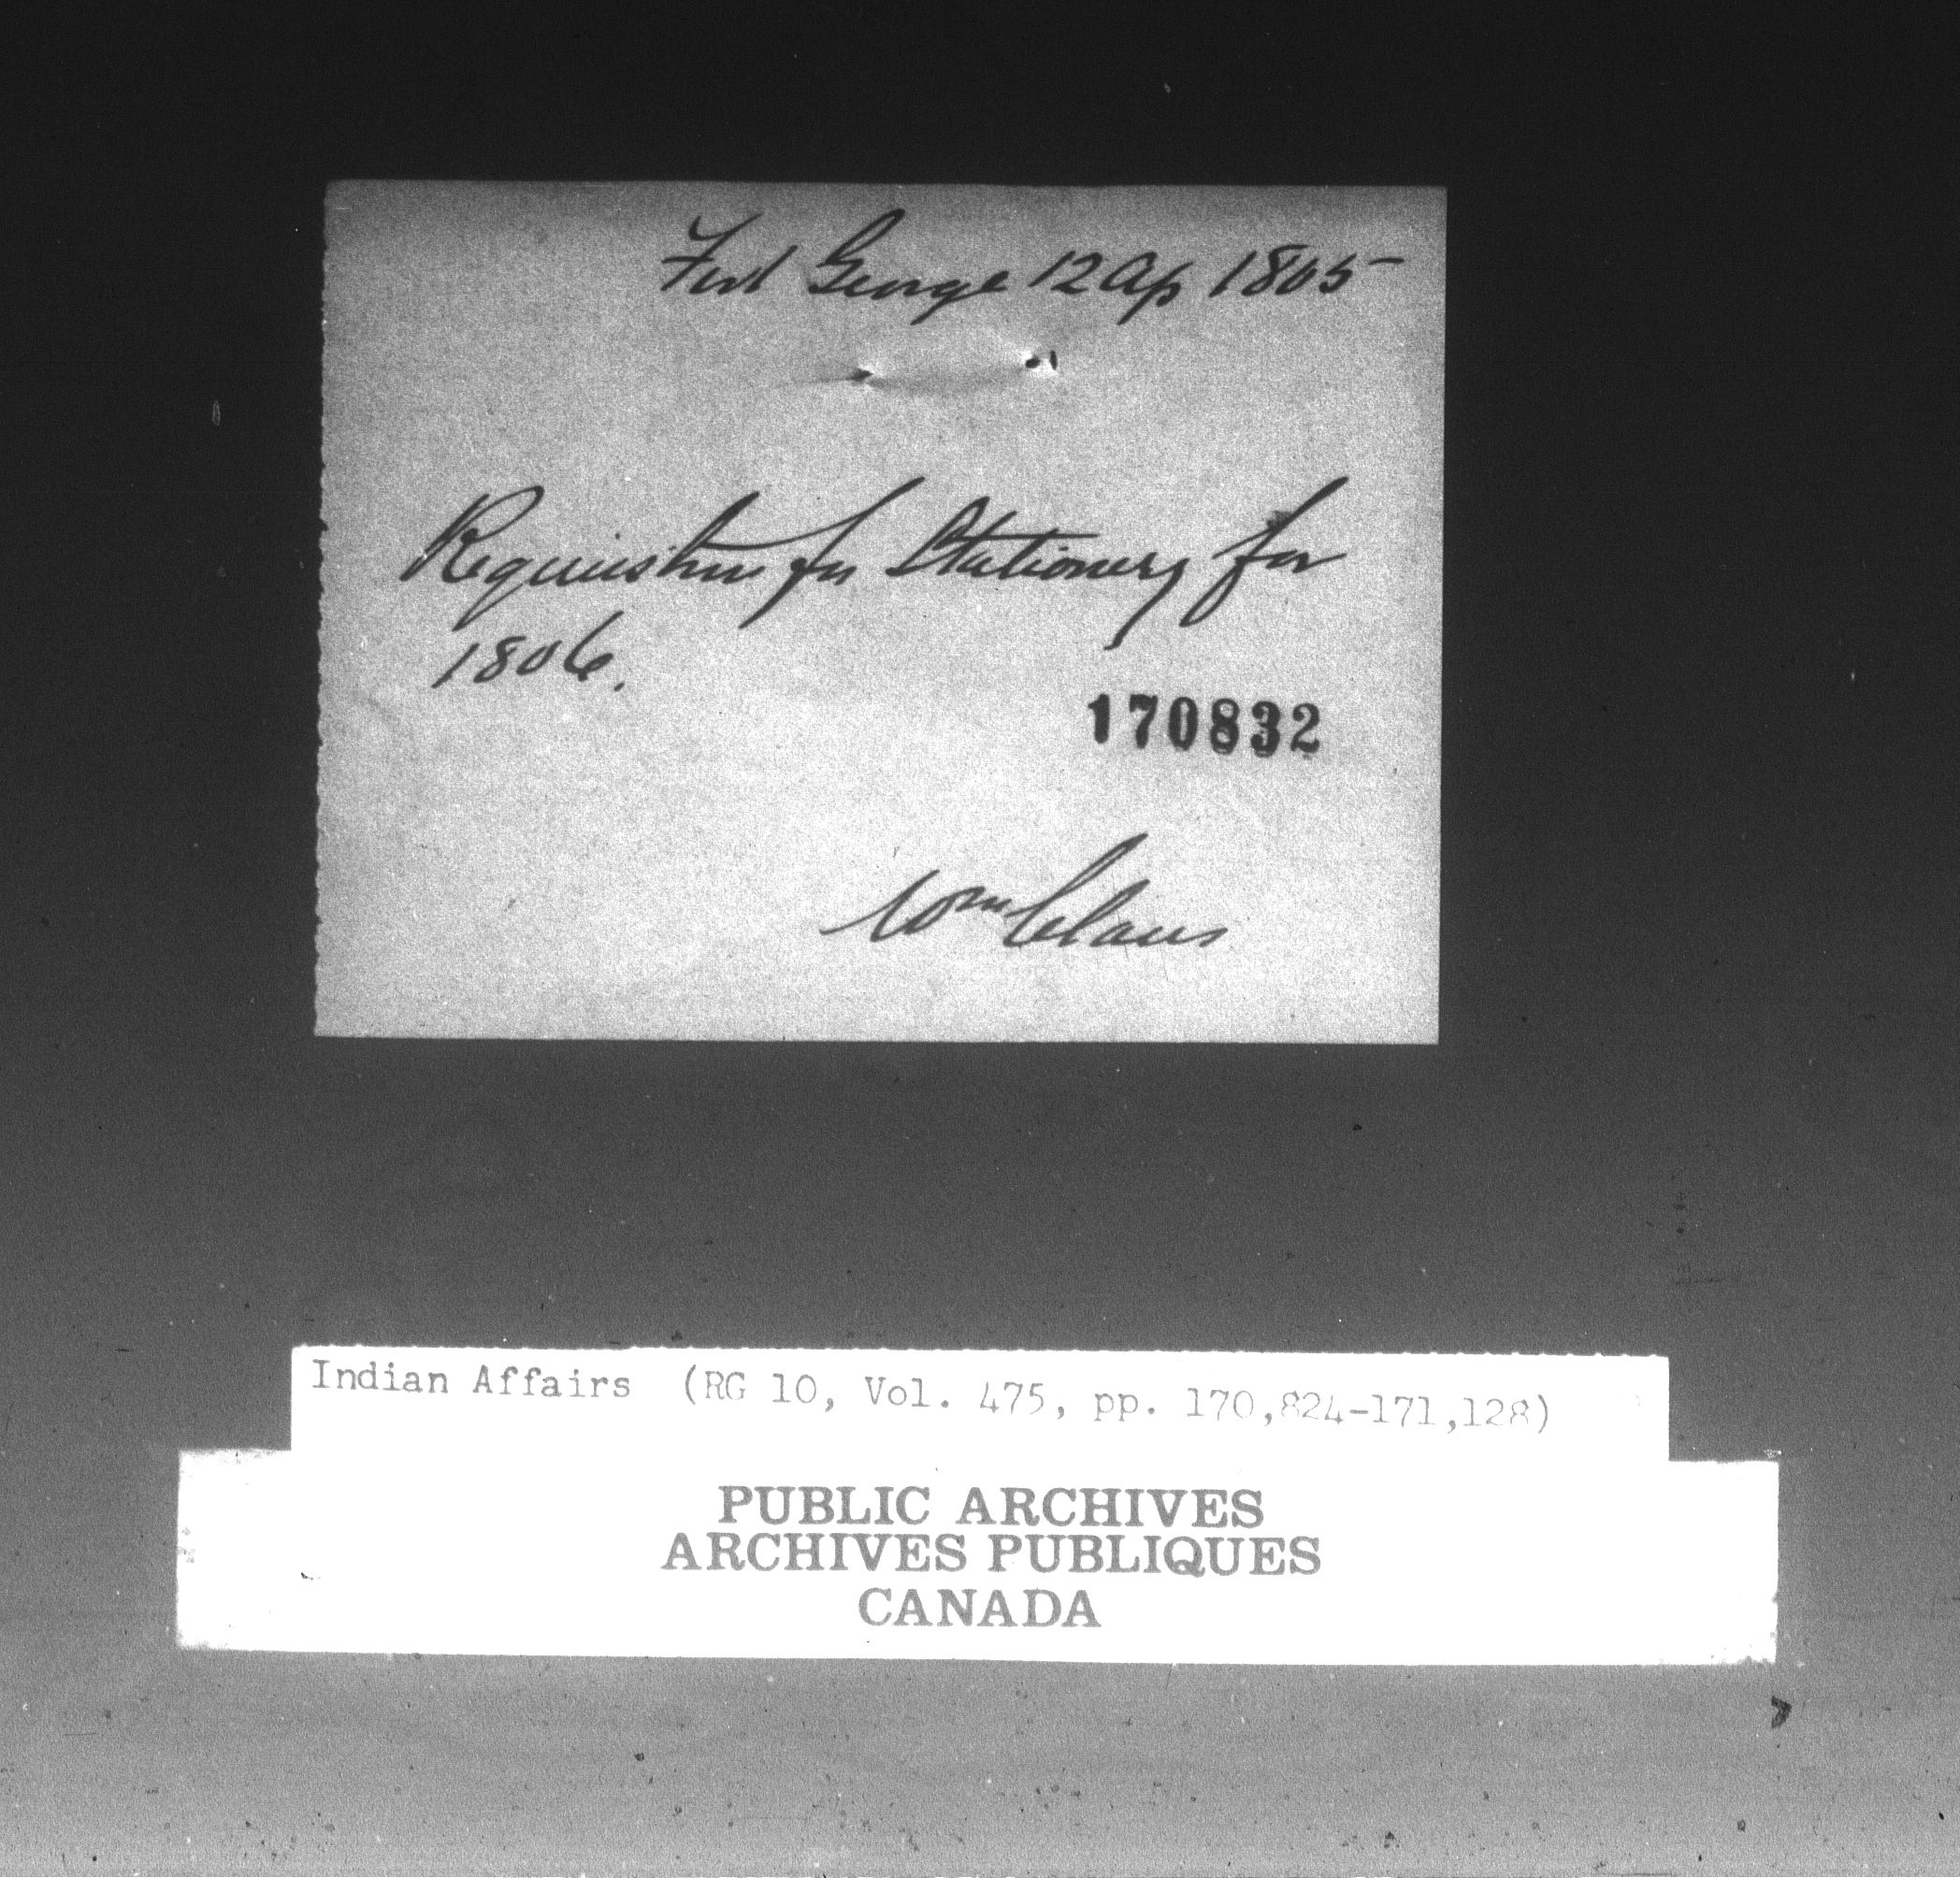 Fort George 12 Ap 1805
Requisition for Stationery for
1806.
170832
Wm Claus
Indian Affairs (RG 10, Vol. 475, pp. 170,824-171,128)
PUBLIC ARCHIVES
ARCHIVES PUBLIQUES
CANADA